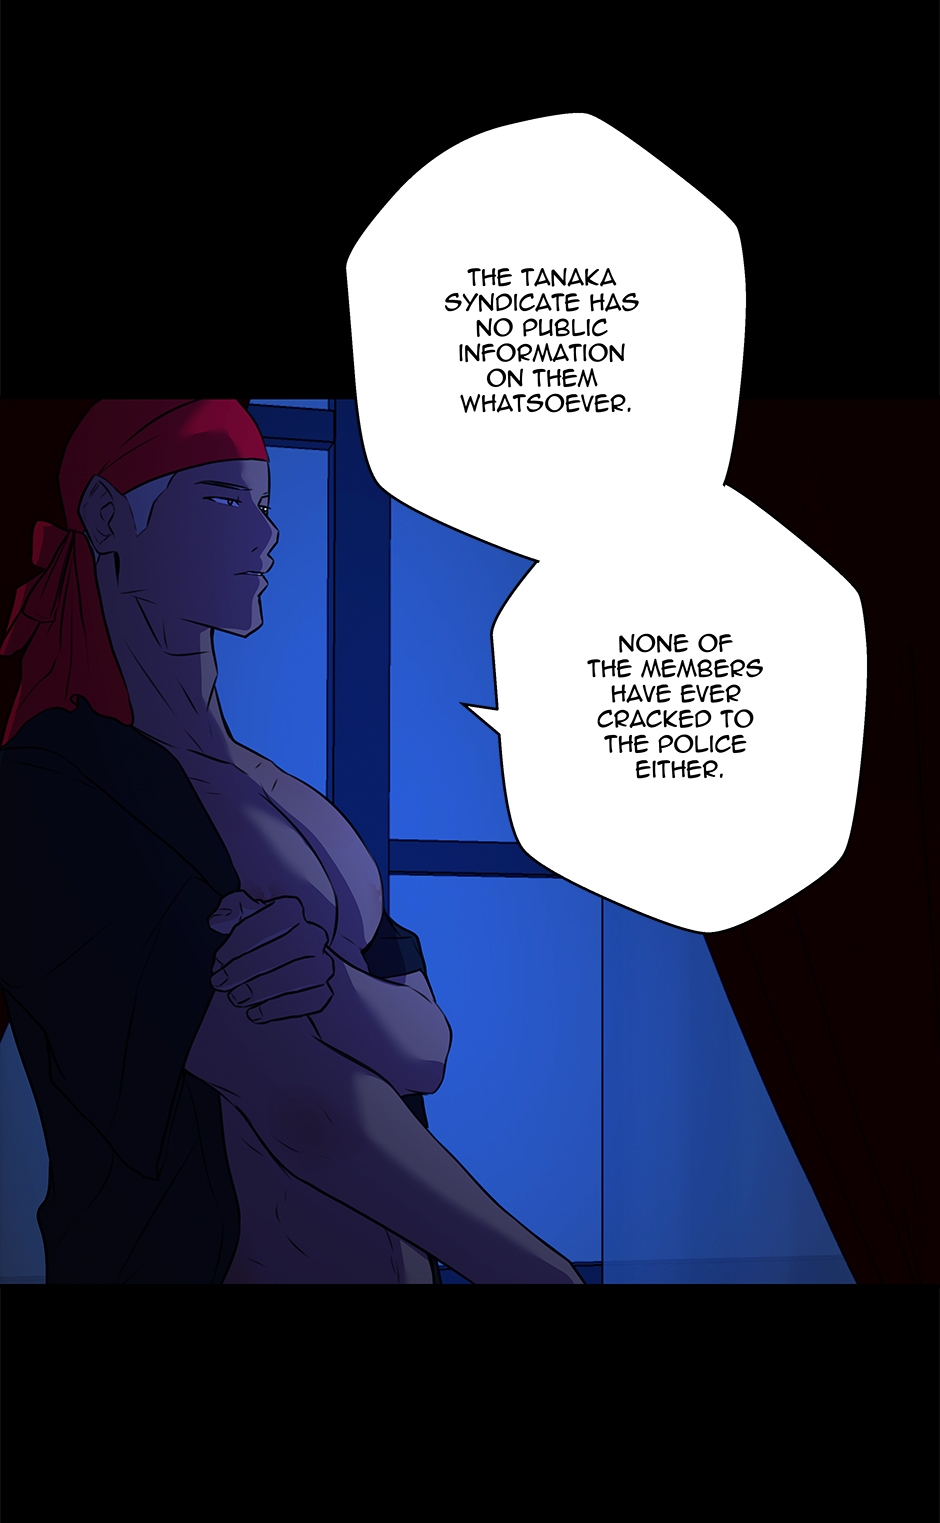 THE TANAKA
SYNDICATE HAS
NO PUBLIC
INFORMATION
ON THEM
WHATSOEVER.
NONE OF
THE MEMBERS
HAVE EVER
CRACKED TO
THE POLICE
EITHER.